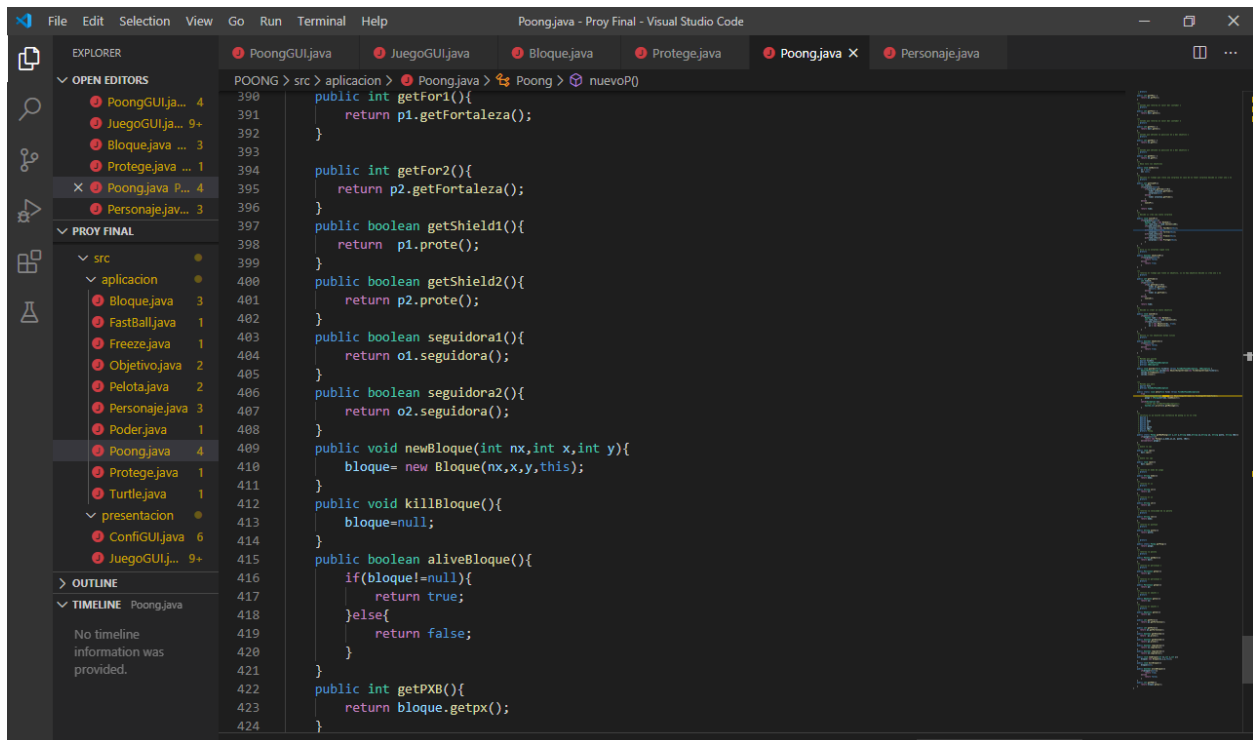 File Edit Selection View Go Run Terminal Help Poong.java - Proy Final - Visual Studio Code
EXPLORER
OPEN EDITORS
PoongGUI.ja... 4
JuegoGUI.ja... 9+
Bloque.java ... 3
Protege.java ... 1
Poong.java P... 4
Personaje.jav... 3
PROY FINAL
src
aplicacion
Bloque.java 3
FastBall.java 1
Freeze.java 1
Objetivo.java 2
Pelota.java 2
Personaje.java 3
Poder.java 1
Poong.java 4
Protege.java 1
Turtle.java 1
presentacion
ConfiGUI.java 6
JuegoGUI.j... 9+
OUTLINE
TIMELINE Poong.java
No timeline
information was
provided.
PoongGUI.java JuegoGUI.java Bloque.java Protege.java Poong.java Personaje.java
POONG > src > aplicacion > Poong.java > Poong > nuevoP()
390 public int getFor1(){
391 return p1.getFortaleza();
392 }
393
394 public int getFor2(){
395 return p2.getFortaleza();
396 }
397 public boolean getShield1(){
398 return p1.prote();
399 }
400 public boolean getShield2(){
401 return p2.prote();
402 }
403 public boolean seguidora1(){
404 return o1.seguidora();
405 }
406 public boolean seguidora2(){
407 return o2.seguidora();
408 }
409 public void newBloque(int nx,int x,int y){
410 bloque= new Bloque(nx,x,y,this);
411 }
412 public void killBloque(){
413 bloque=null;
414 }
415 public boolean aliveBloque(){
416 if(bloque!=null){
417 return true;
418 }else{
419 return false;
420 }
421 }
422 public int getPXB(){
423 return bloque.getpx();
424 }